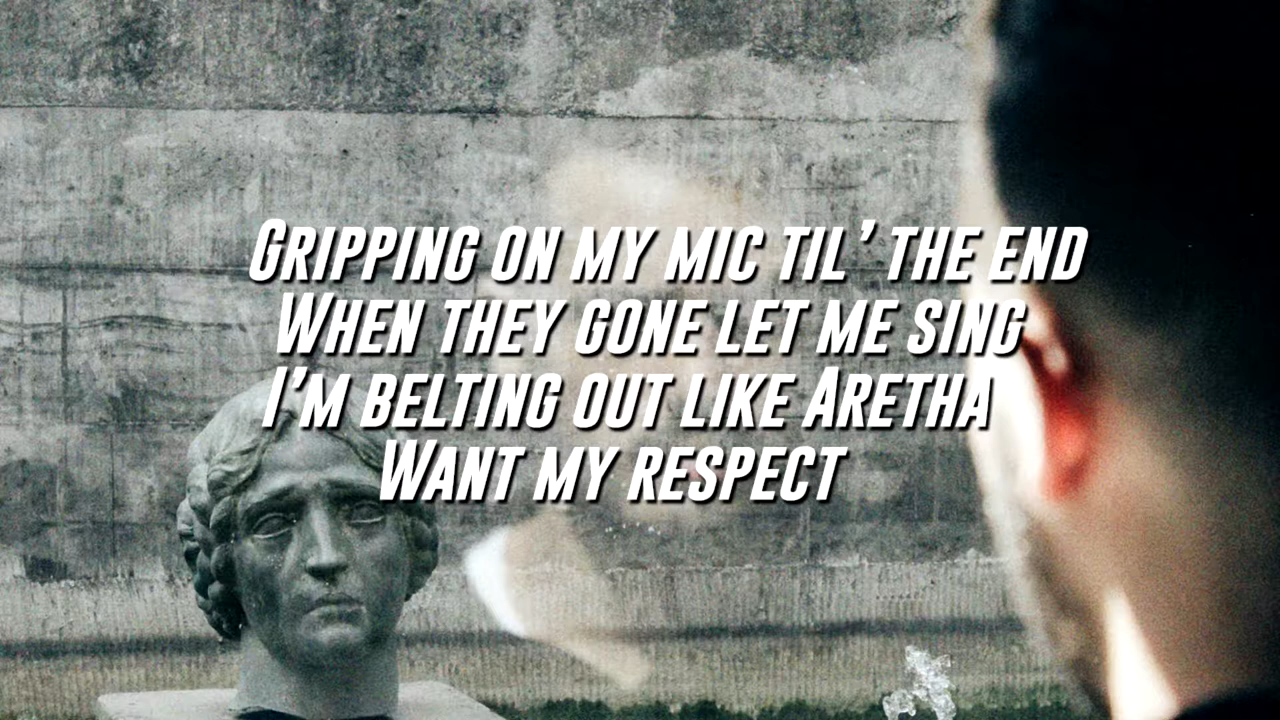 Gripping on my mic til' the end
When they gone let me sing
I'm belting out like Aretha
Want my respect